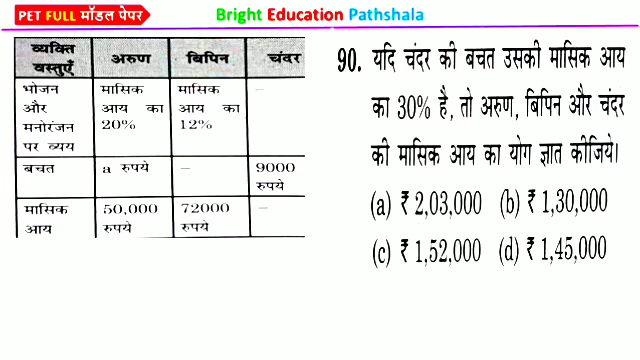 PET FULL मॉडल पेपर
Bright Education Pathshala
व्यक्ति वस्तुएँ अरुण बिपिन चंदर
भोजन और मनोरंजन पर व्यय मासिक आय का 20% मासिक आय का 12% –
बचत a रुपये – 9000 रुपये
मासिक आय 50,000 रुपये 72000 रुपये –
90. यदि चंदर की बचत उसकी मासिक आय
का 30% है, तो अरुण, बिपिन और चंदर
की मासिक आय का योग ज्ञात कीजिये।
(a) ₹ 2,03,000 (b) ₹ 1,30,000
(c) ₹ 1,52,000 (d) ₹ 1,45,000